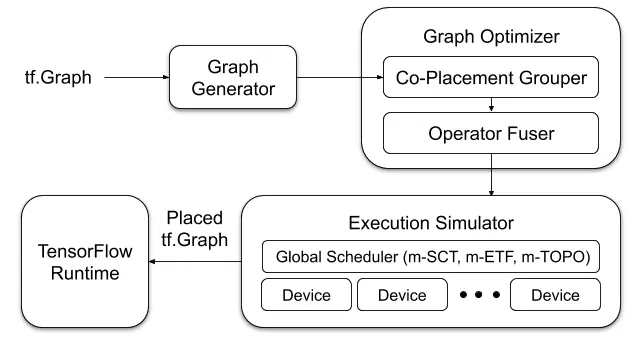 Graph Optimizer
tf.Graph
Graph
Generator
Co-Placement Grouper
Operator Fuser
Execution Simulator
Global Scheduler (m-SCT, m-ETF, m-TOPO)
Device
Device
Device
Placed
tf.Graph
TensorFlow
Runtime